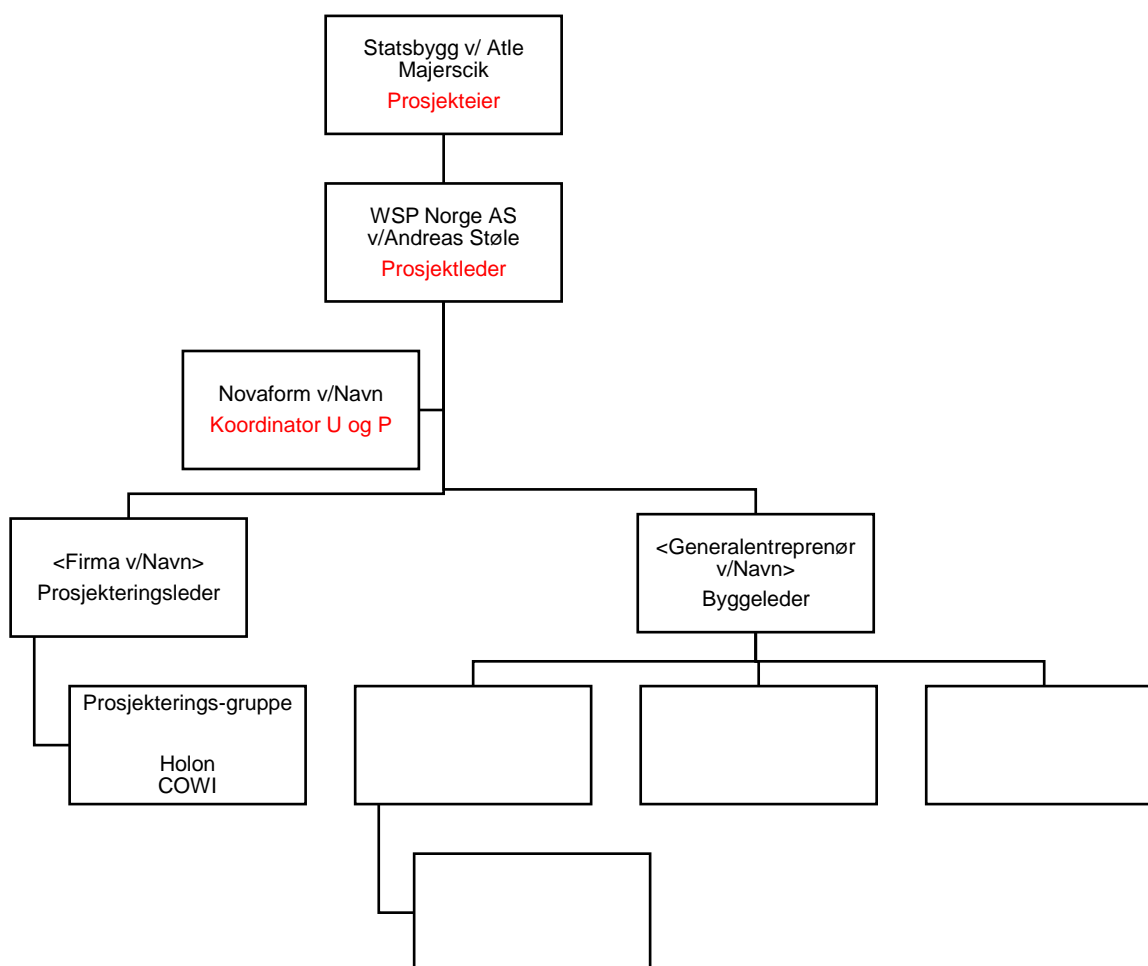 Statsbygg v/ Atle
Majerscik
Prosjekteier
WSP Norge AS
v/Andreas Støle
Prosjektleder
Novaform v/Navn
Koordinator U og P
<Firma v/Navn>
Prosjekteringsleder
<Generalentreprenør
v/Navn>
Byggeleder
Prosjekterings-gruppe
Holon
COWI